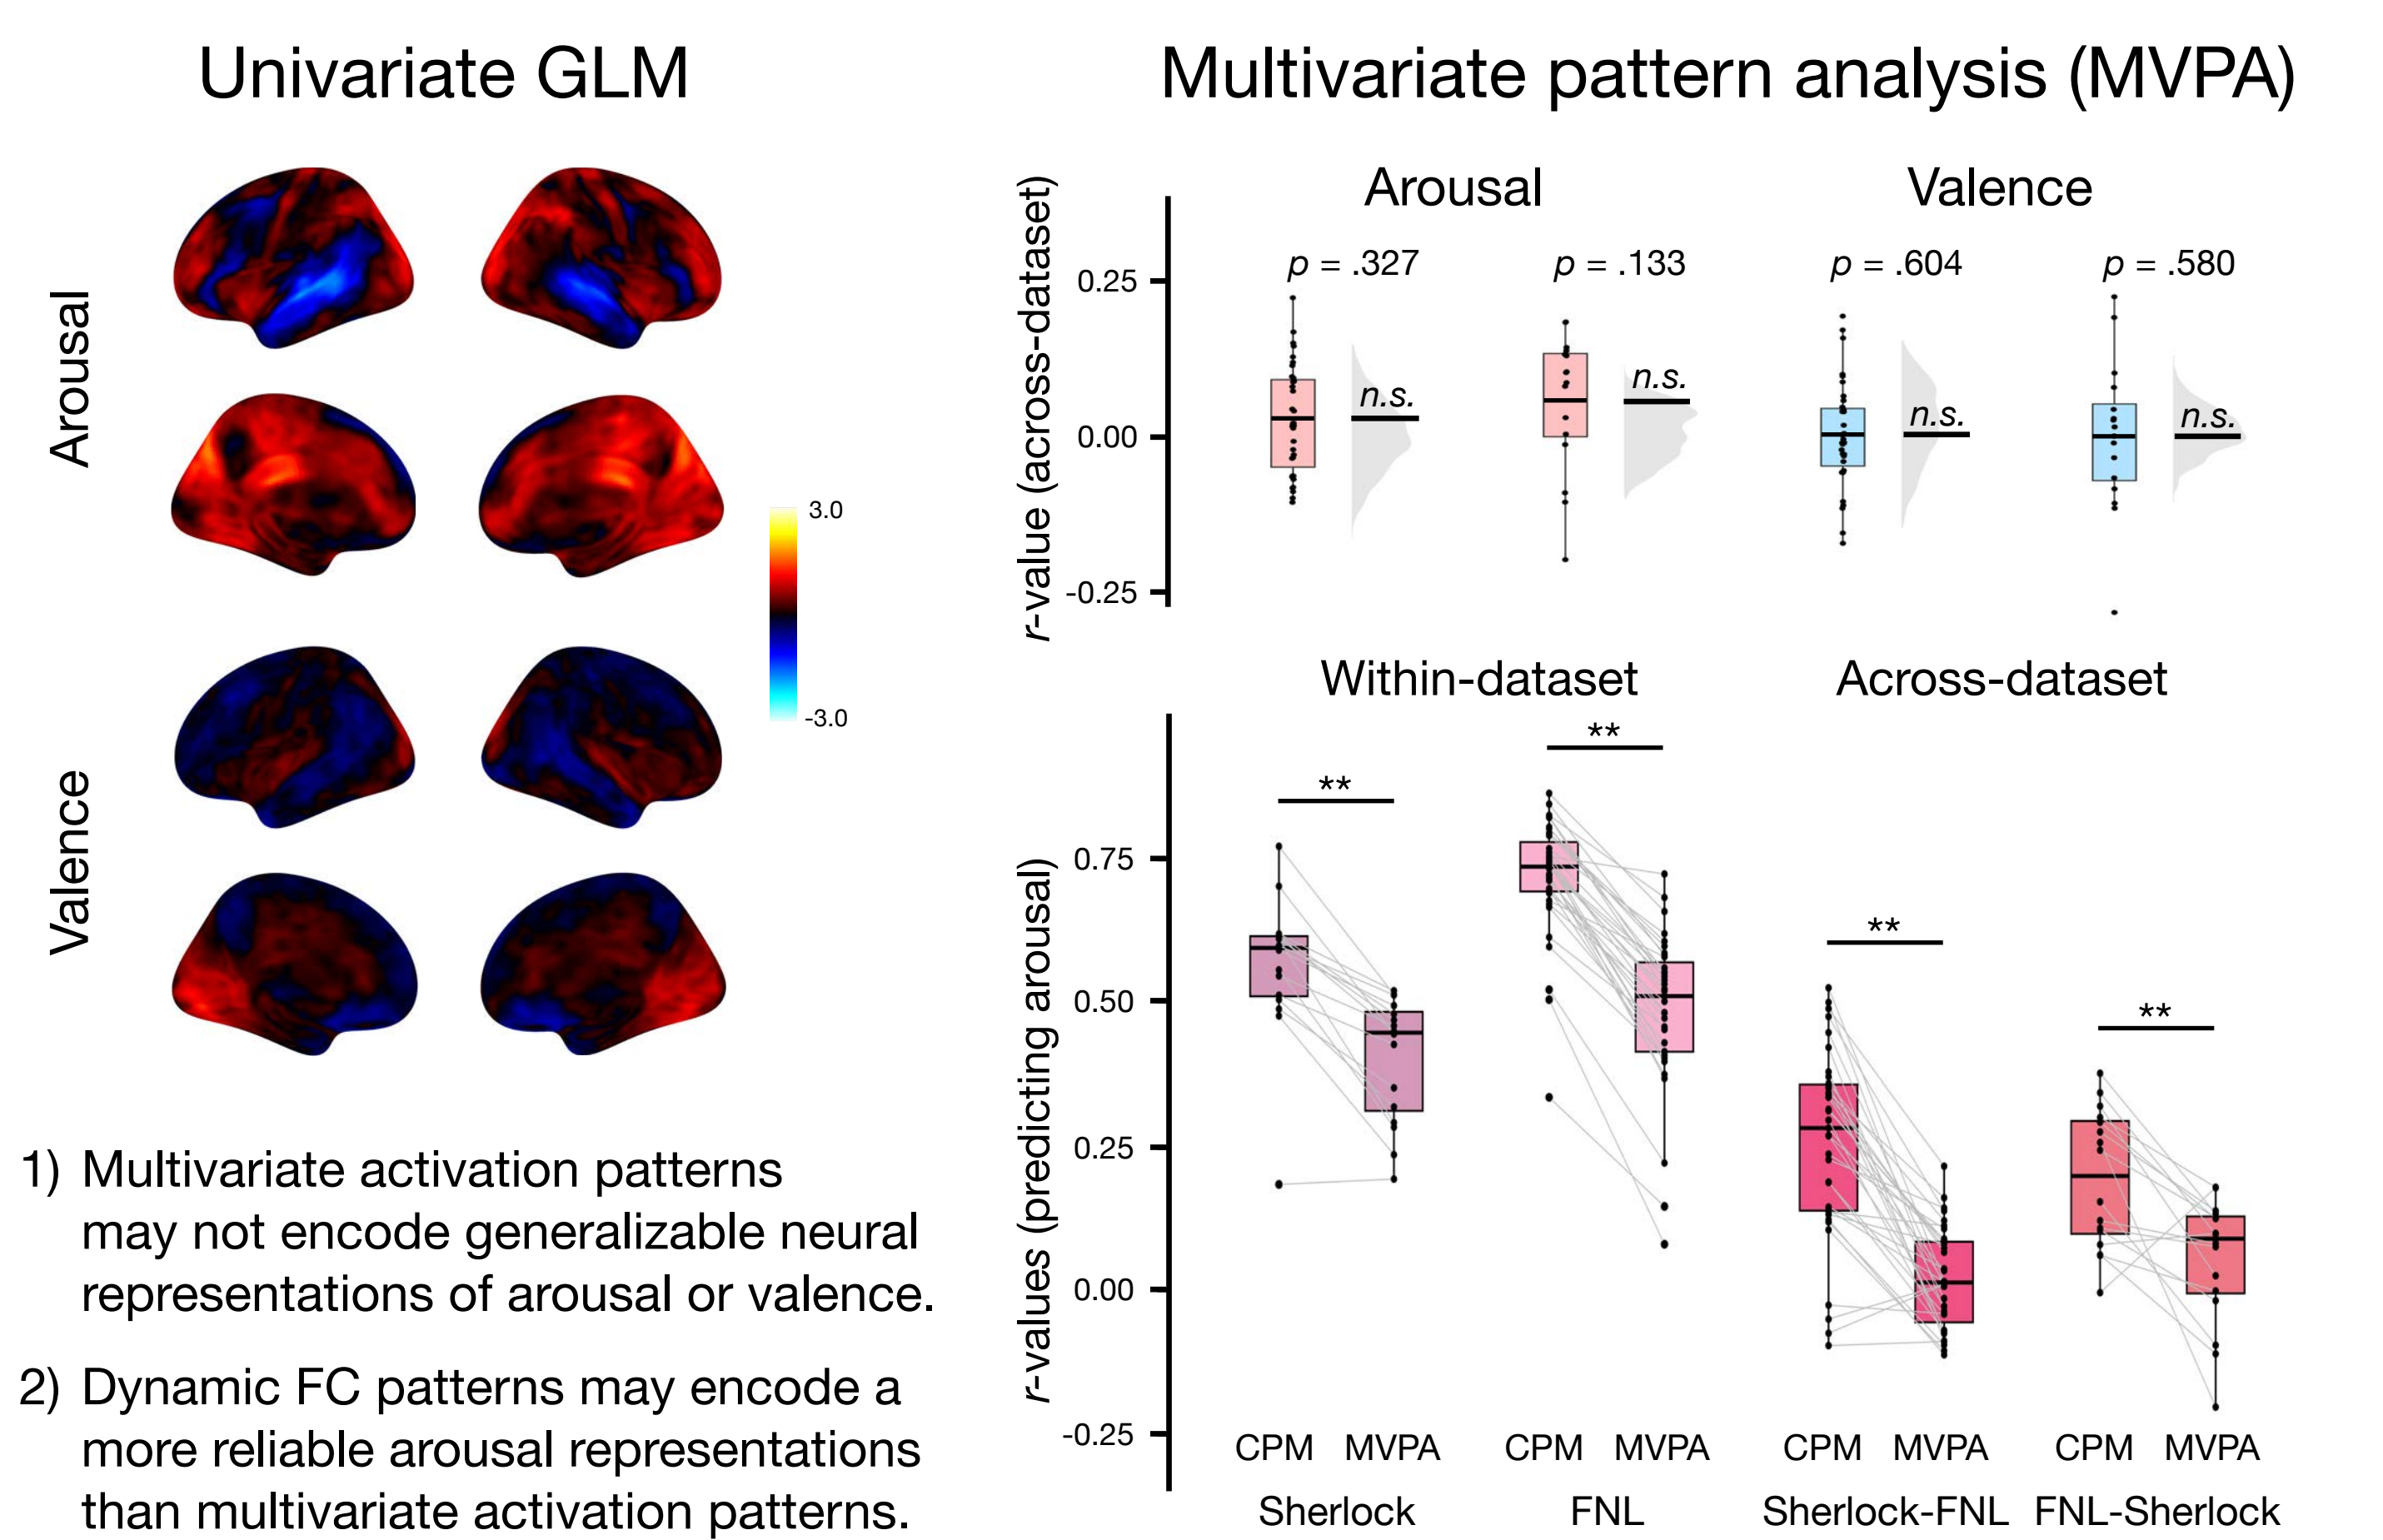 Univariate GLM
Arousal
Valence
3.0
-3.0
1) Multivariate activation patterns
may not encode generalizable neural
representations of arousal or valence.
2) Dynamic FC patterns may encode a
more reliable arousal representations
than multivariate activation patterns.
Multivariate pattern analysis (MVPA)
r-value (across-dataset)
Arousal
Valence
p = .327
p = .133
p = .604
p = .580
0.25
0.00
-0.25
n.s.
n.s.
n.s.
n.s.
Within-dataset
Across-dataset
r-values (predicting arousal)
**
**
**
**
0.75
0.50
0.25
0.00
-0.25
CPM MVPA CPM MVPA CPM MVPA CPM MVPA
Sherlock FNL Sherlock-FNL FNL-Sherlock